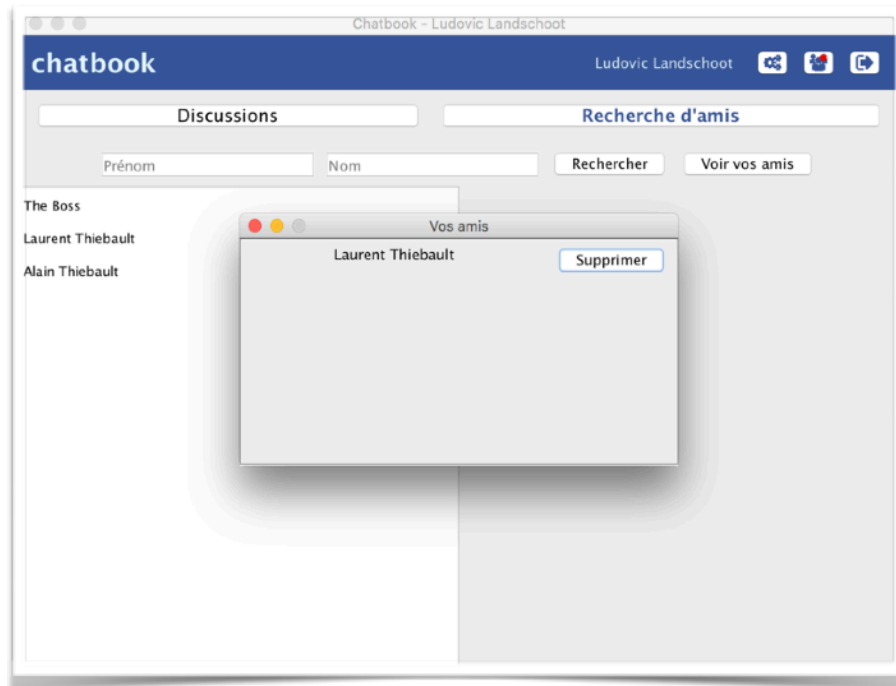 Chatbook - Ludovic Landschoot
chatbook
Ludovic Landschoot
Discussions
Recherche d'amis
Prénom
Nom
Rechercher
Voir vos amis
The Boss
Laurent Thiebault
Alain Thiebault
Vos amis
Laurent Thiebault
Supprimer